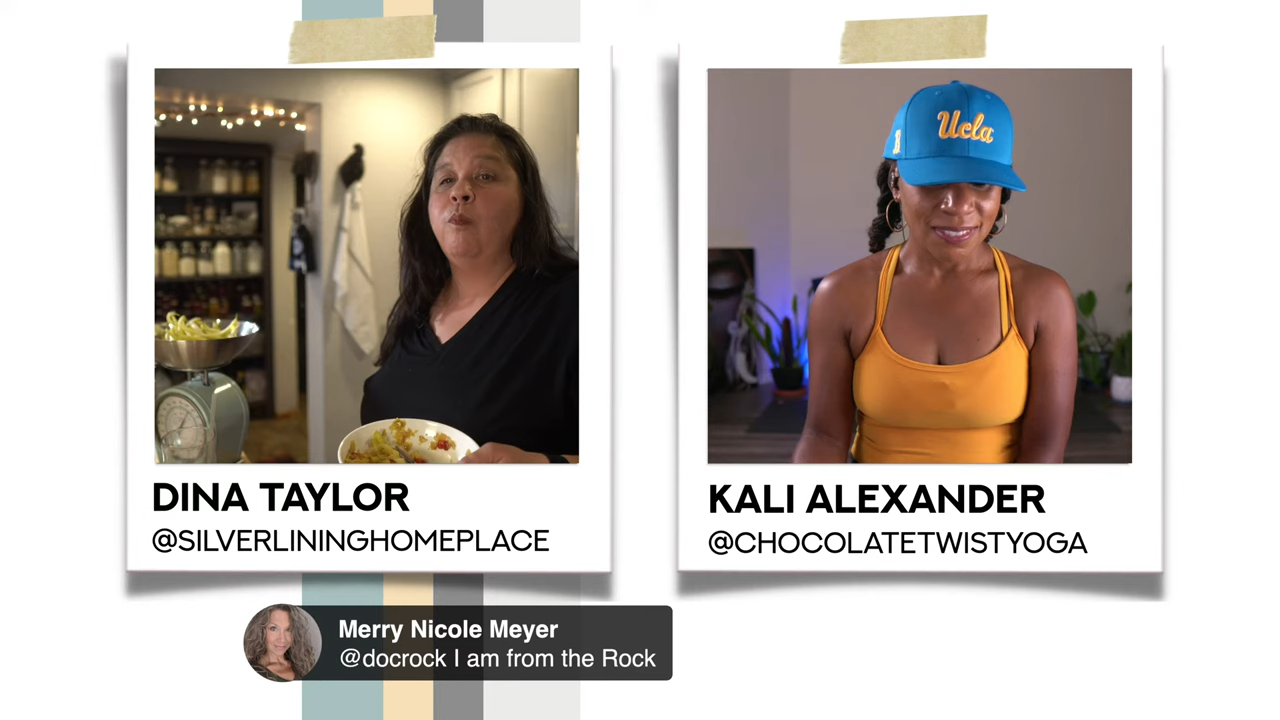 Ucla
DINA TAYLOR
@SILVERLININGHOMEPLACE
KALI ALEXANDER
@CHOCOLATETWISTYOGA
Merry Nicole Meyer
@docrock I am from the Rock